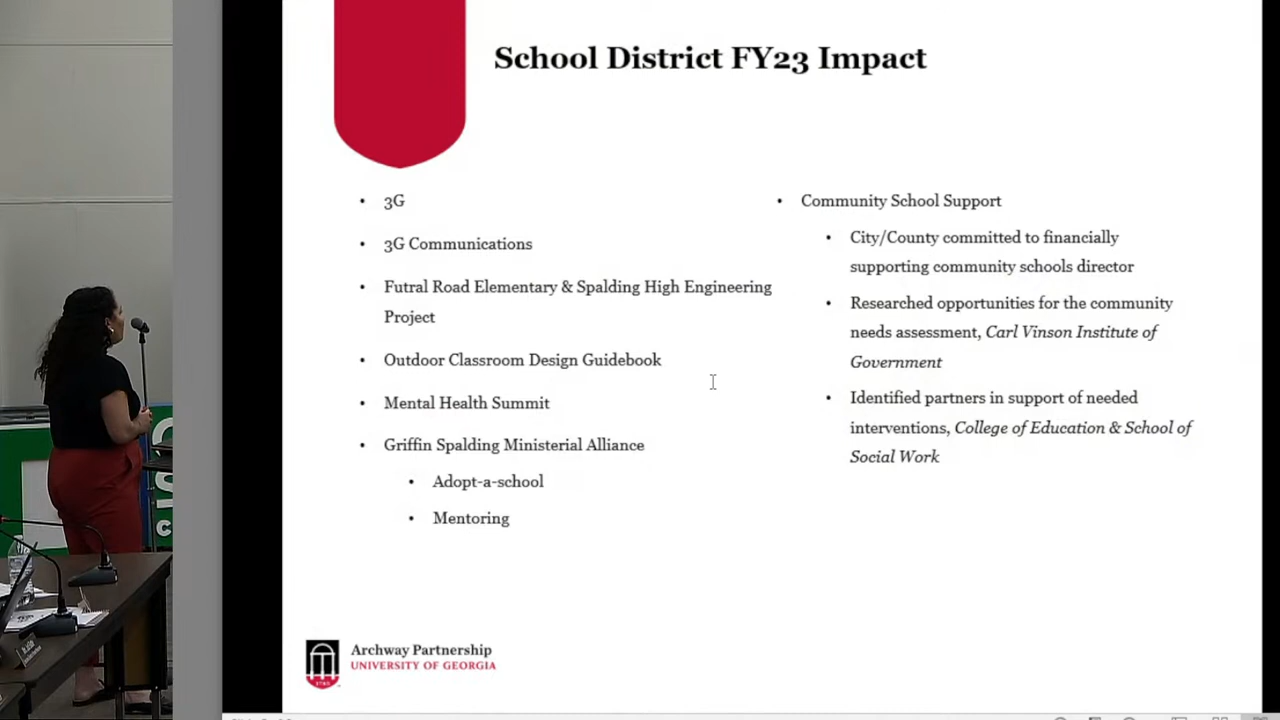 School District FY23 Impact
3G
3G Communications
Futral Road Elementary & Spalding High Engineering
Project
Outdoor Classroom Design Guidebook
Mental Health Summit
Griffin Spalding Ministerial Alliance
Adopt-a-school
Mentoring
Community School Support
City/County committed to financially
supporting community schools director
Researched opportunities for the community
needs assessment, Carl Vinson Institute of
Government
Identified partners in support of needed
interventions, College of Education & School of
Social Work
Archway Partnership
UNIVERSITY OF GEORGIA